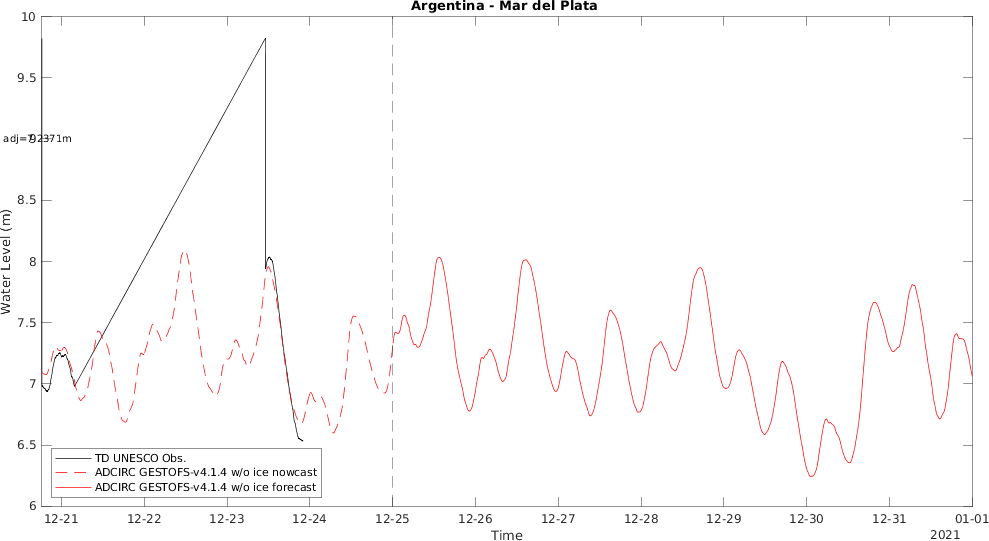 Argentina - Mar del Plata
10
9.5
9
8.5
8
7.5
7
6.5
6
adj=7.2371m
Water Level (m)
TD UNESCO Obs.
ADCIRC GESTOFS-v4.1.4 w/o ice nowcast
ADCIRC GESTOFS-v4.1.4 w/o ice forecast
12-21 12-22 12-23 12-24 12-25 12-26 12-27 12-28 12-29 12-30 12-31 01-01
Time
2021